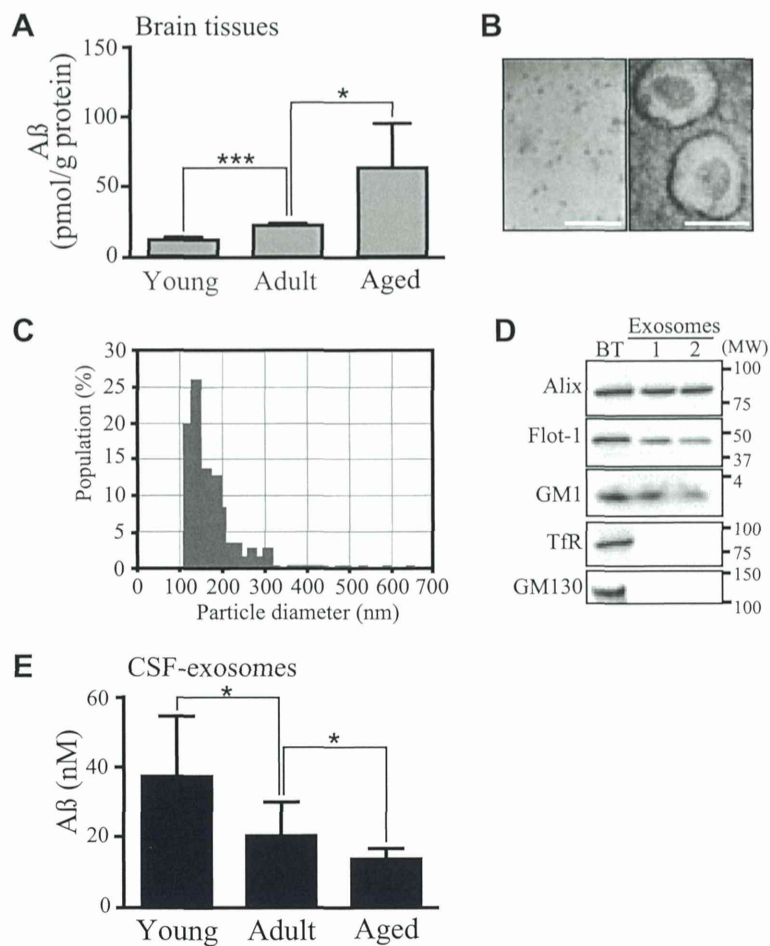 A
Brain tissues
Aß
(pmol/g protein)
150
100
50
0
***
*
Young Adult Aged
B
C
Population (%)
30
25
20
15
10
5
0
0 100 200 300 400 500 600 700
Particle diameter (nm)
D
Exosomes
BT 1 2 (MW)
Alix
100
75
Flot-1
50
37
GM1
4
TfR
100
75
GM130
150
100
E
CSF-exosomes
Aß (nM)
60
40
20
0
*
*
Young Adult Aged